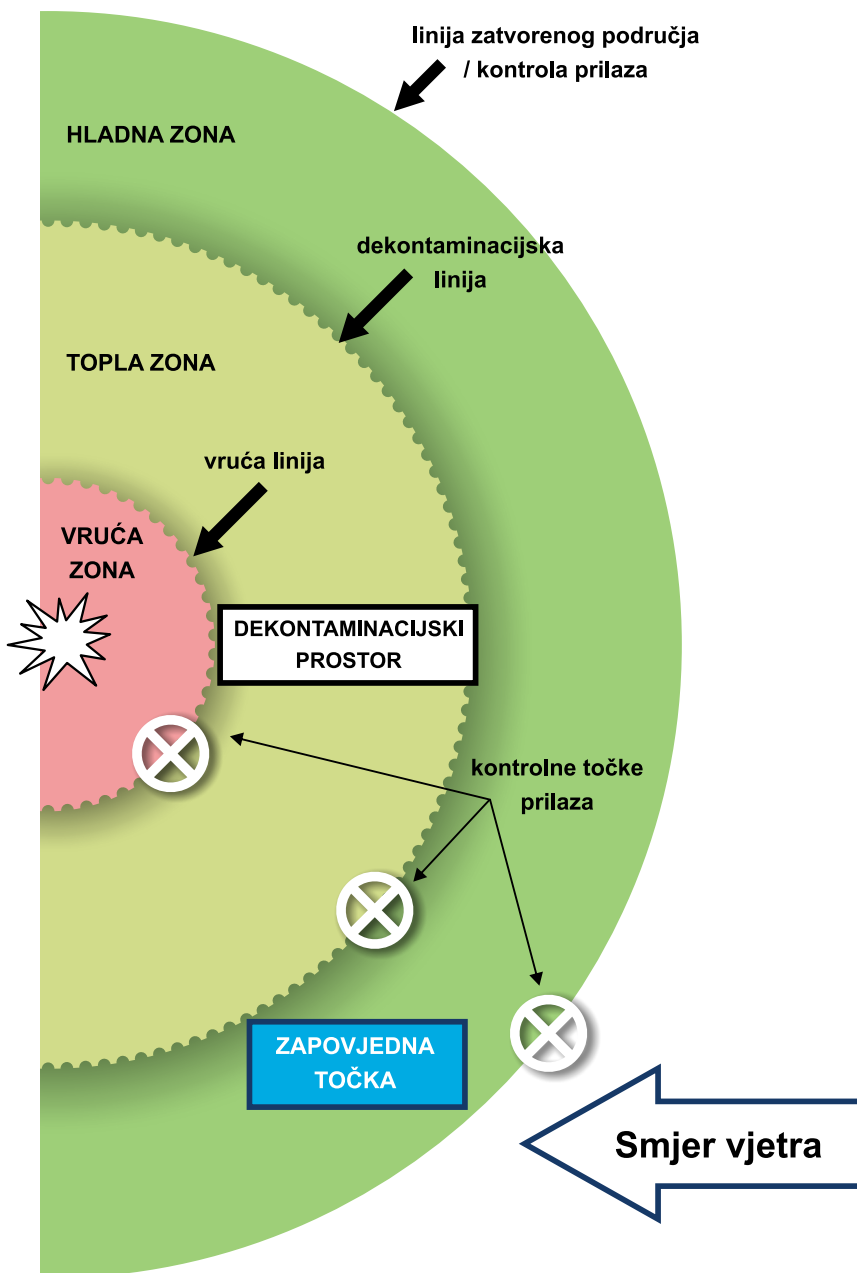 linija zatvorenog područja
/ kontrola prilaza
HLADNA ZONA
dekontaminacijska
linija
TOPLA ZONA
vruća linija
VRUĆA
ZONA
DEKONTAMINACIJSKI
PROSTOR
kontrolne točke
prilaza
ZAPOVJEDNA
TOČKA
Smjer vjetra